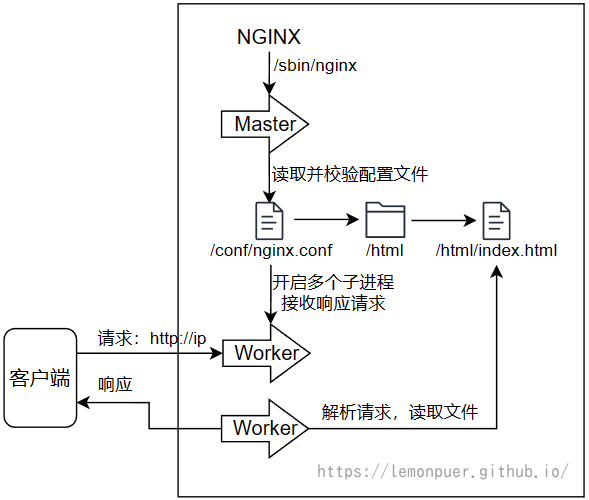 NGINX
/sbin/nginx
Master
读取并校验配置文件
/conf/nginx.conf
/html
/html/index.html
开启多个子进程
接收响应请求
请求：http://ip
Worker
客户端
响应
Worker
解析请求，读取文件
https://lemonpuer.github.io/